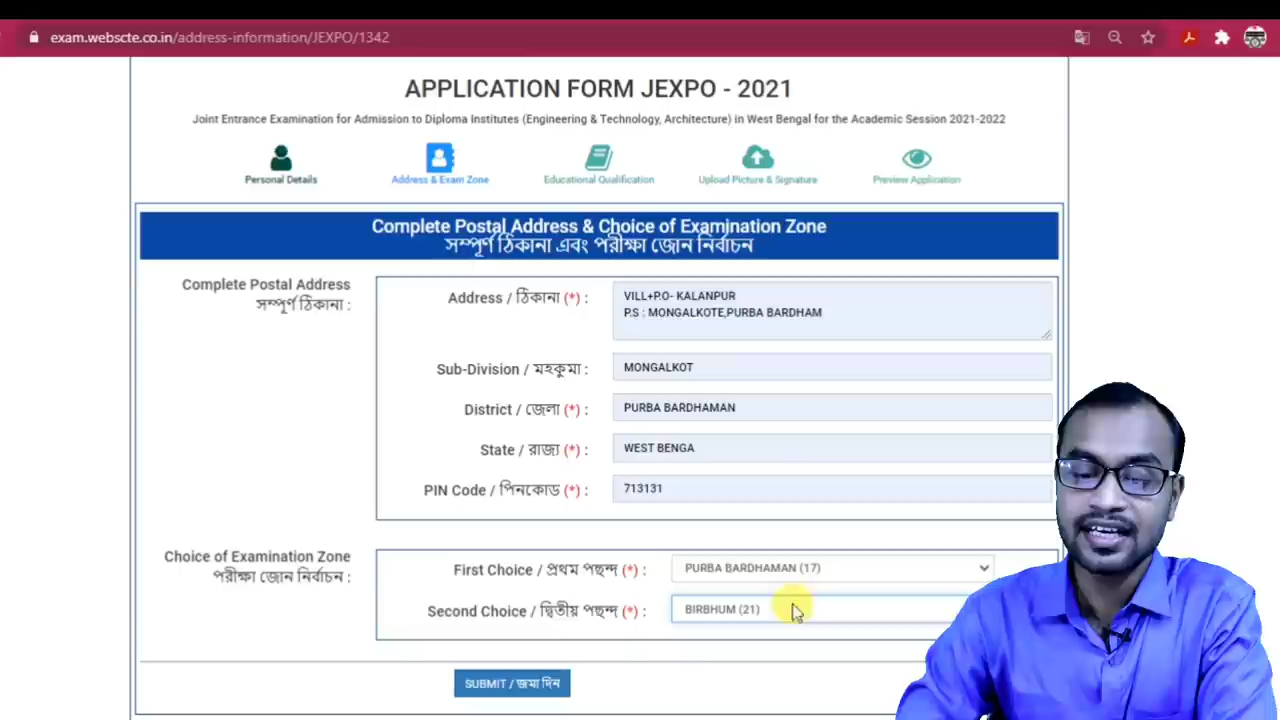 exam.webscte.co.in/address-information/JEXPO/1342
APPLICATION FORM JEXPO - 2021
Joint Entrance Examination for Admission to Diploma Institutes (Engineering & Technology, Architecture) in West Bengal for the Academic Session 2021-2022
Personal Details
Address & Exam Zone
Educational Qualification
Upload Picture & Signature
Preview Application
Complete Postal Address & Choice of Examination Zone
সম্পূর্ণ ঠিকানা এবং পরীক্ষা জোন নির্বাচন
Complete Postal Address
সম্পূর্ণ ঠিকানা :
Address / ঠিকানা (*) :
VILL+P.O- KALANPUR
P.S : MONGALKOTE,PURBA BARDHAM
Sub-Division / মহকুমা :
MONGALKOT
District / জেলা (*) :
PURBA BARDHAMAN
State / রাজ্য (*) :
WEST BENGA
PIN Code / পিনকোড (*) :
713131
Choice of Examination Zone
পরীক্ষা জোন নির্বাচন :
First Choice / প্রথম পছন্দ (*) :
PURBA BARDHAMAN (17)
Second Choice / দ্বিতীয় পছন্দ (*) :
BIRBHUM (21)
SUBMIT / জমা দিন